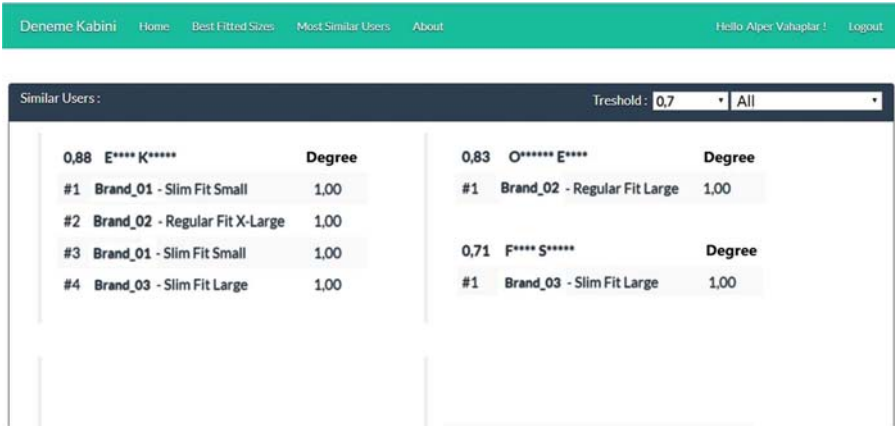 Deneme Kabini Home Best Fitted Sizes Most Similar Users About Hello Alper Vahaplar ! Logout
Similar Users : Treshold : 0,7 All
0,88 E**** K***** Degree
#1 Brand_01 - Slim Fit Small 1,00
#2 Brand_02 - Regular Fit X-Large 1,00
#3 Brand_01 - Slim Fit Small 1,00
#4 Brand_03 - Slim Fit Large 1,00
0,83 O****** E**** Degree
#1 Brand_02 - Regular Fit Large 1,00
0,71 F**** S***** Degree
#1 Brand_03 - Slim Fit Large 1,00